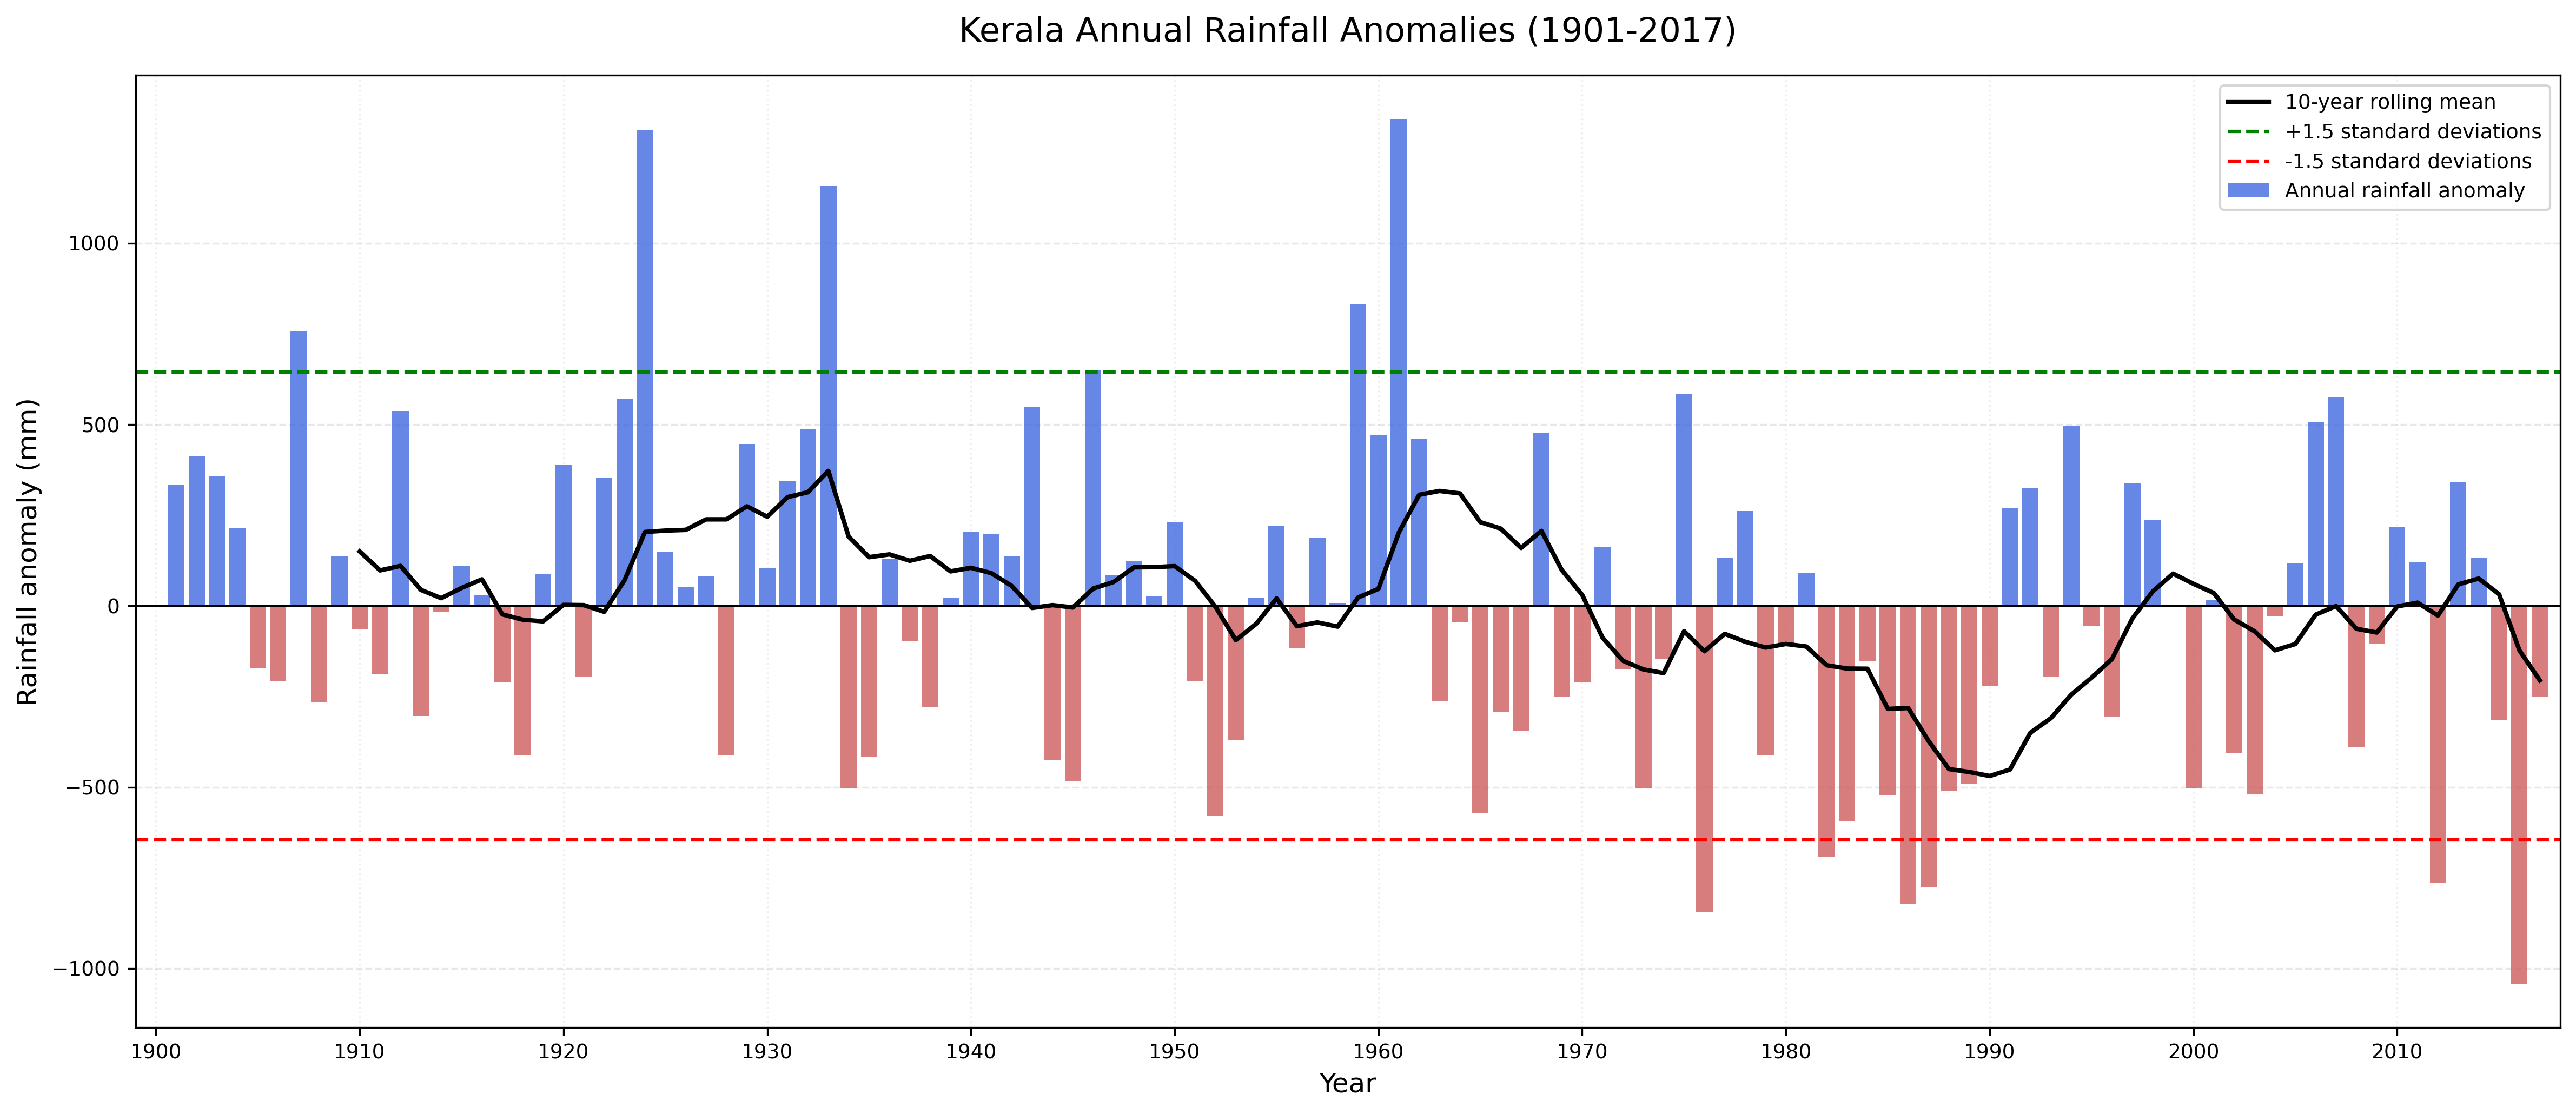 Kerala Annual Rainfall Anomalies (1901-2017)
10-year rolling mean
+1.5 standard deviations
-1.5 standard deviations
Annual rainfall anomaly
Rainfall anomaly (mm)
1000
500
0
−500
−1000
1900 1910 1920 1930 1940 1950 1960 1970 1980 1990 2000 2010
Year